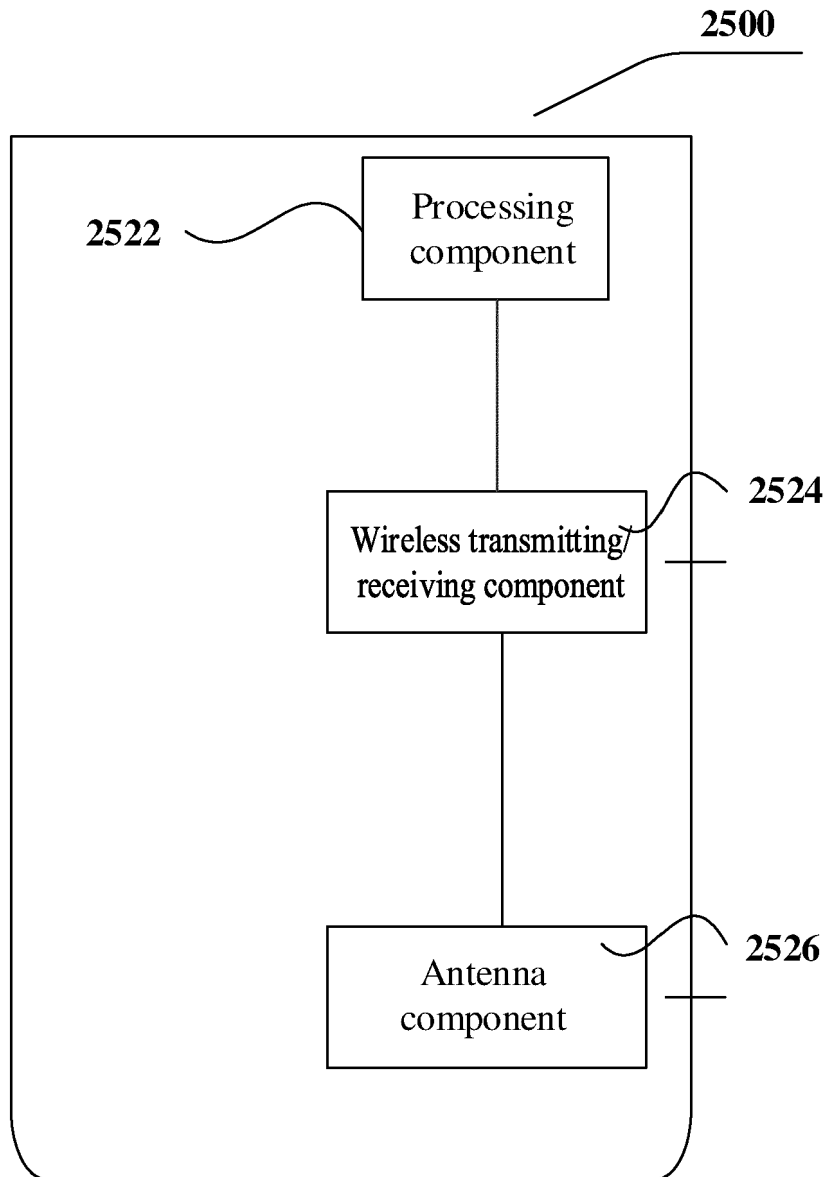 2500
Processing
component
2522
2524
Wireless transmitting/
receiving component
2526
Antenna
component